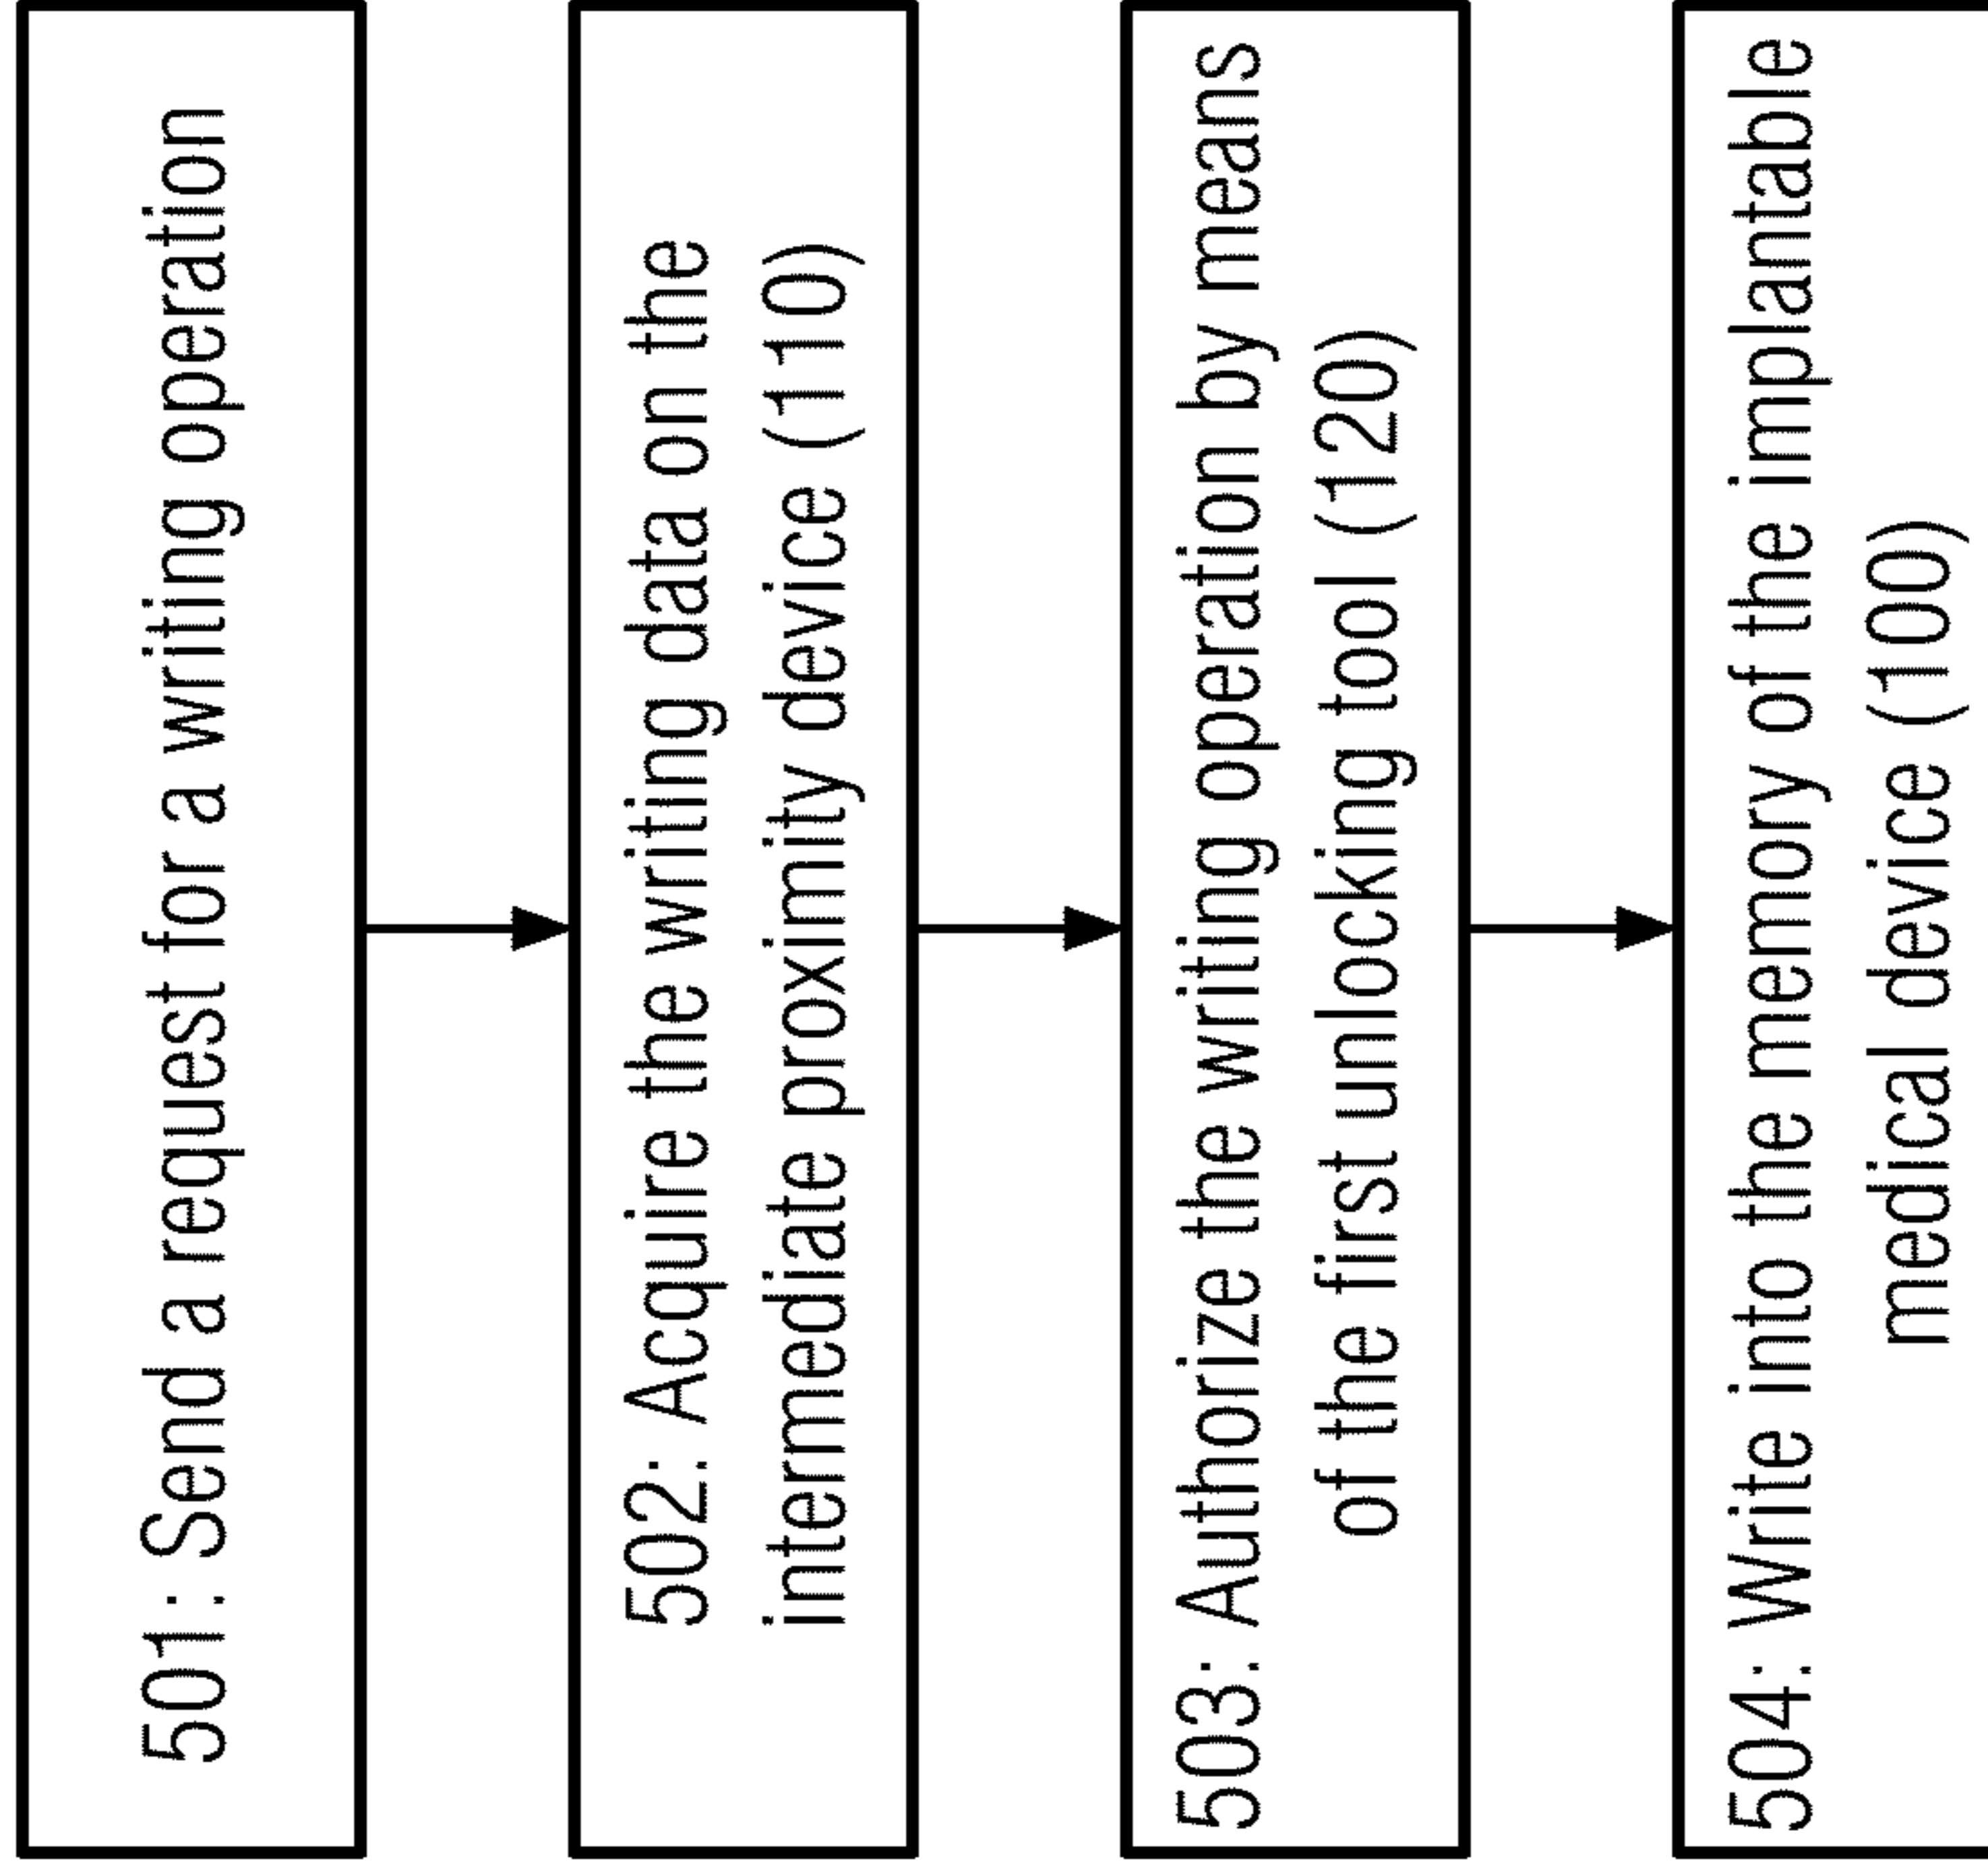 501: Send a request for a writing operation
502: Acquire the writing data on the
intermediate proximity device (110)
503: Authorize the writing operation by means
of the first unlocking tool (120)
504: Write into the memory of the implantable
medical device (100)